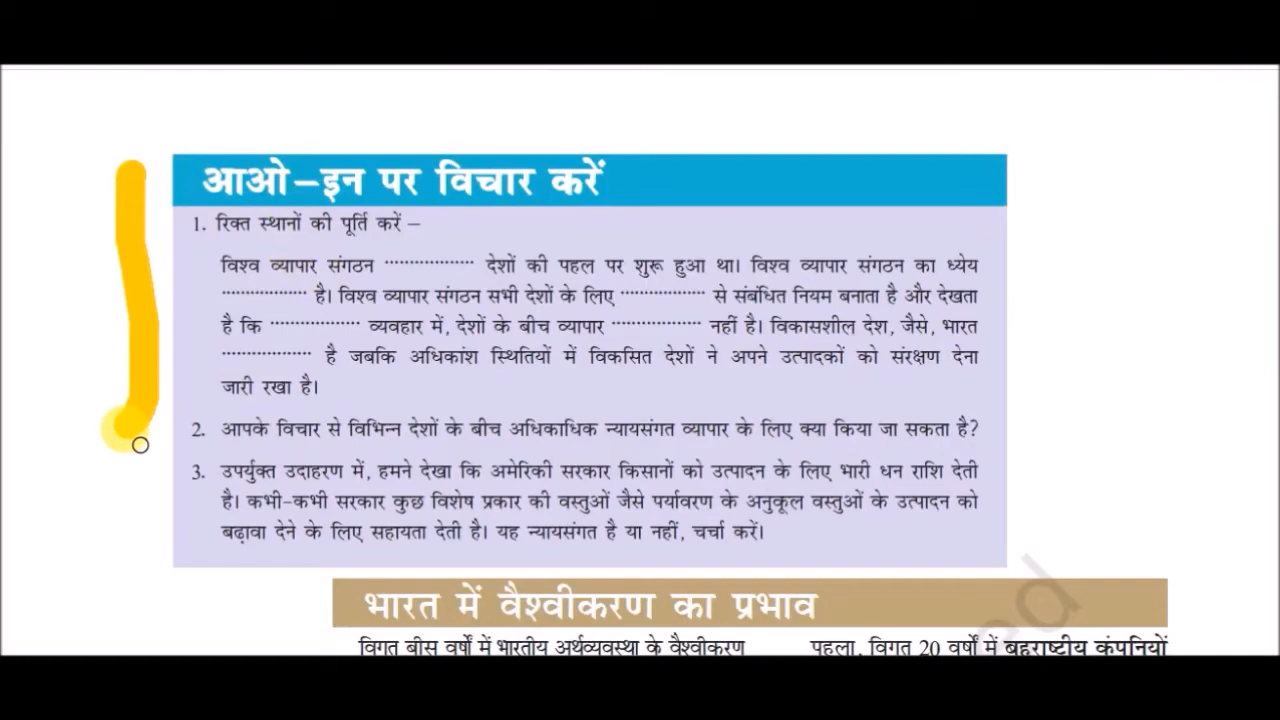 आओ–इन पर विचार करें
1. रिक्त स्थानों की पूर्ति करें –
विश्व व्यापार संगठन ................. देशों की पहल पर शुरू हुआ था। विश्व व्यापार संगठन का ध्येय
................ है। विश्व व्यापार संगठन सभी देशों के लिए ................ से संबंधित नियम बनाता है और देखता
है कि ................. व्यवहार में, देशों के बीच व्यापार ................. नहीं है। विकासशील देश, जैसे, भारत
................. है जबकि अधिकांश स्थितियों में विकसित देशों ने अपने उत्पादकों को संरक्षण देना
जारी रखा है।
2. आपके विचार से विभिन्न देशों के बीच अधिकाधिक न्यायसंगत व्यापार के लिए क्या किया जा सकता है?
3. उपर्युक्त उदाहरण में, हमने देखा कि अमेरिकी सरकार किसानों को उत्पादन के लिए भारी धन राशि देती
है। कभी-कभी सरकार कुछ विशेष प्रकार की वस्तुओं जैसे पर्यावरण के अनुकूल वस्तुओं के उत्पादन को
बढ़ावा देने के लिए सहायता देती है। यह न्यायसंगत है या नहीं, चर्चा करें।
भारत में वैश्वीकरण का प्रभाव
विगत बीस वर्षों में भारतीय अर्थव्यवस्था के वैश्वीकरण
पहला, विगत 20 वर्षों में बहुराष्ट्रीय कंपनियों